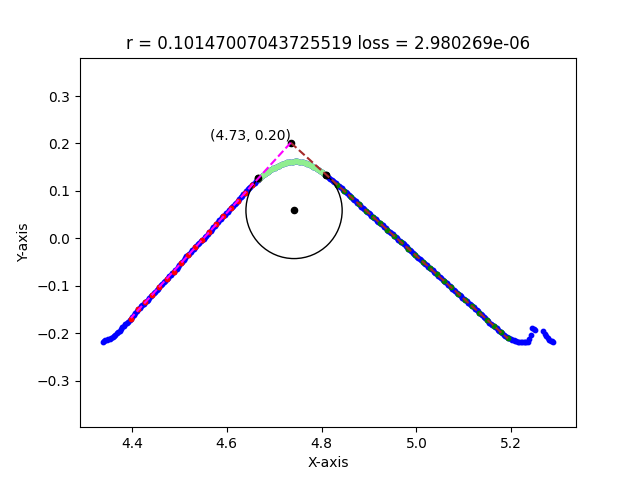 r = 0.10147007043725519 loss = 2.980269e-06
0.3
(4.73, 0.20)
0.2
0.1
0.0
−0.1
−0.2
−0.3
Y-axis
4.4 4.6 4.8 5.0 5.2
X-axis